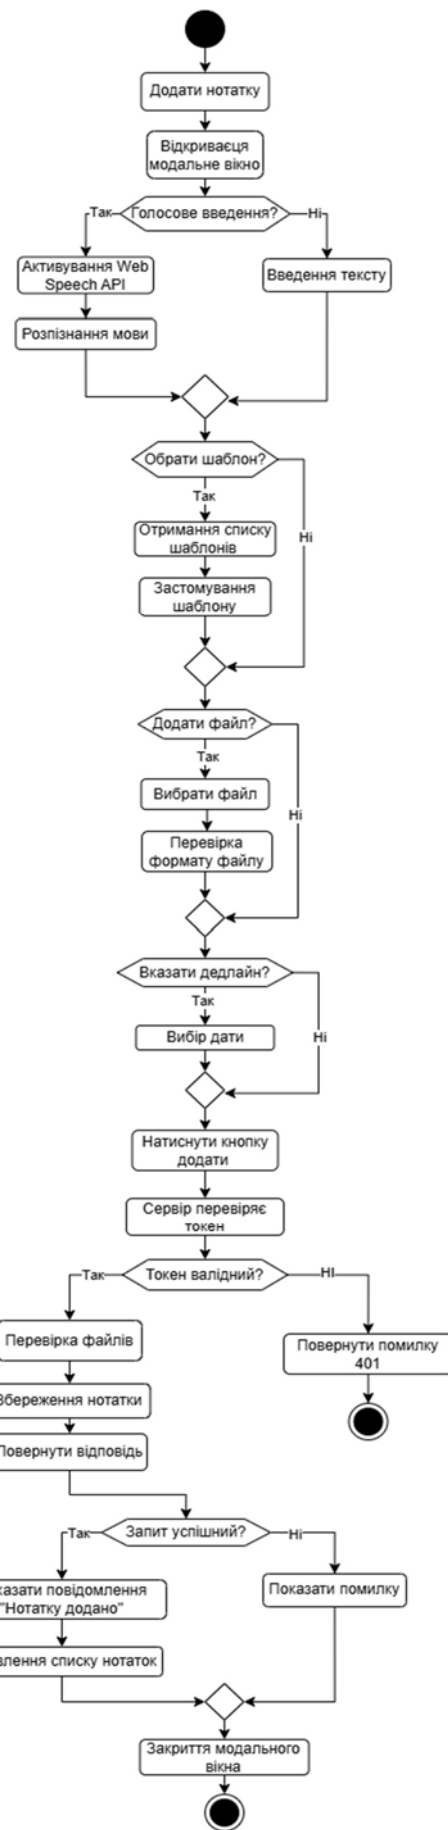 Додати нотатку
Відкриваєця
модальне вікно
Голосове введення?
Так
Ні
Активування Web
Speech API
Введення тексту
Розпізнання мови
Обрати шаблон?
Так
Ні
Отримання списку
шаблонів
Застомування
шаблону
Додати файл?
Так
Ні
Вибрати файл
Перевірка
формату файлу
Вказати дедлайн?
Так
Ні
Вибір дати
Натиснути кнопку
додати
Сервір перевіряє
токен
Токен валідний?
Так
НІ
Перевірка файлів
Повернути помилку
401
Збереження нотатки
Повернути відповідь
Запит успішний?
Так
Ні
казати повідомлення
"Нотатку додано"
Показати помилку
влення списку нотаток
Закриття модального
вікна